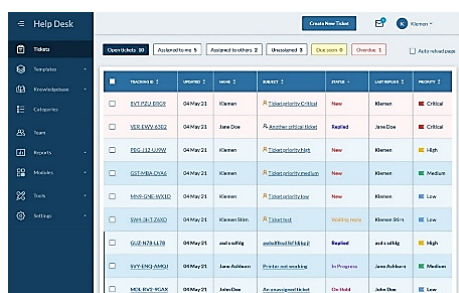 Help Desk
Create New Ticket
Klemen
Tickets
Templates
Knowledgebase
Categories
Team
Reports
Modules
Tools
Settings
Open tickets 10 Assigned to me 5 Assigned to others 2 Unassigned 3 Due soon 0 Overdue 1 Auto reload page
TRACKING ID UPDATED NAME SUBJECT STATUS LAST REPLIER PRIORITY
04 May 21 Klemen Ticket priority Critical New Klemen Critical
04 May 21 Jane Doe Another critical ticket Replied Jane Doe Critical
04 May 21 Klemen Ticket priority high New Klemen High
04 May 21 Klemen Ticket priority medium New Klemen Medium
04 May 21 Klemen Ticket priority low New Klemen Low
04 May 21 Klemen Stirn Ticket test Waiting reply Klemen Stirn Low
04 May 21 Replied High
04 May 21 Jane Ashburn Printer not working In Progress Jane Ashburn Medium
04 May 21 John Doe An unassigned ticket On Hold John Doe Low